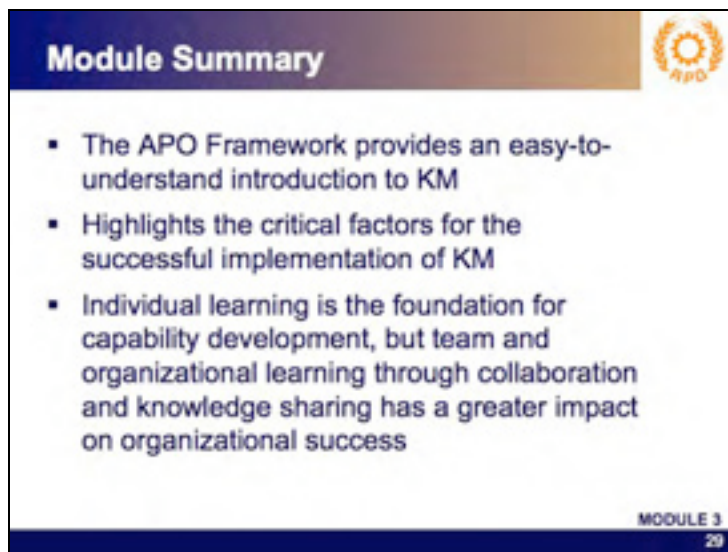 Module Summary
APO
▪ The APO Framework provides an easy-to-
understand introduction to KM
▪ Highlights the critical factors for the
successful implementation of KM
▪ Individual learning is the foundation for
capability development, but team and
organizational learning through collaboration
and knowledge sharing has a greater impact
on organizational success
MODULE 3
29